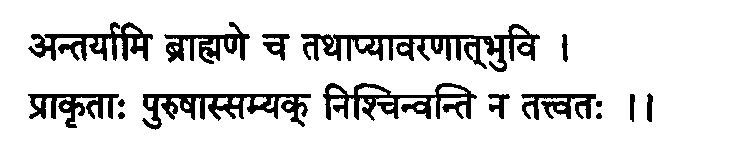 अन्तर्यामि ब्राह्मणे च तथाप्यावरणात्भुवि ।
प्राकृताः पुरुषास्सम्यक् निश्चिन्वन्ति न तत्त्वतः ।।